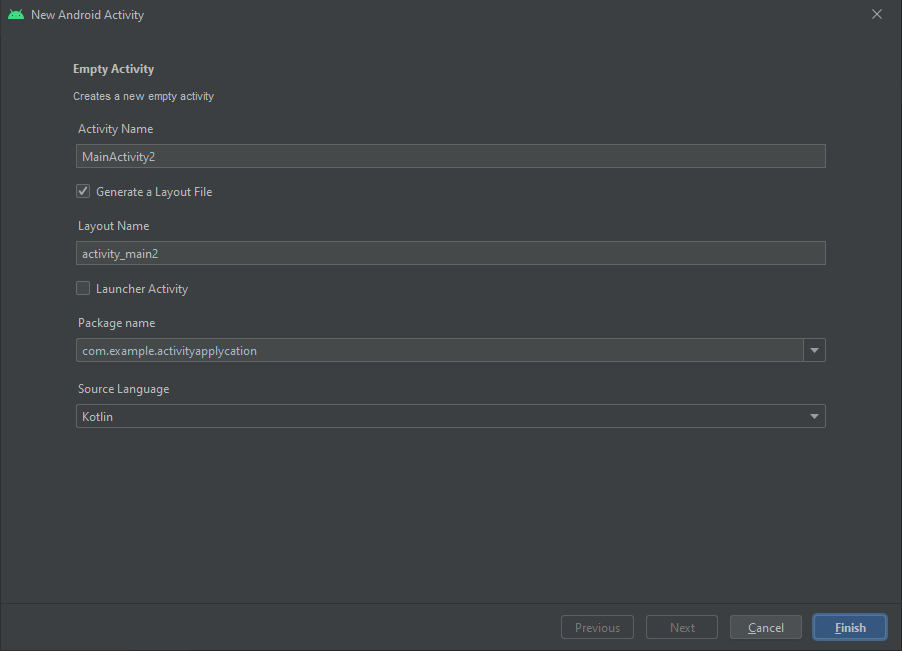 New Android Activity
Empty Activity
Creates a new empty activity
Activity Name
MainActivity2
Generate a Layout File
Layout Name
activity_main2
Launcher Activity
Package name
com.example.activityapplycation
Source Language
Kotlin
Previous Next Cancel Finish